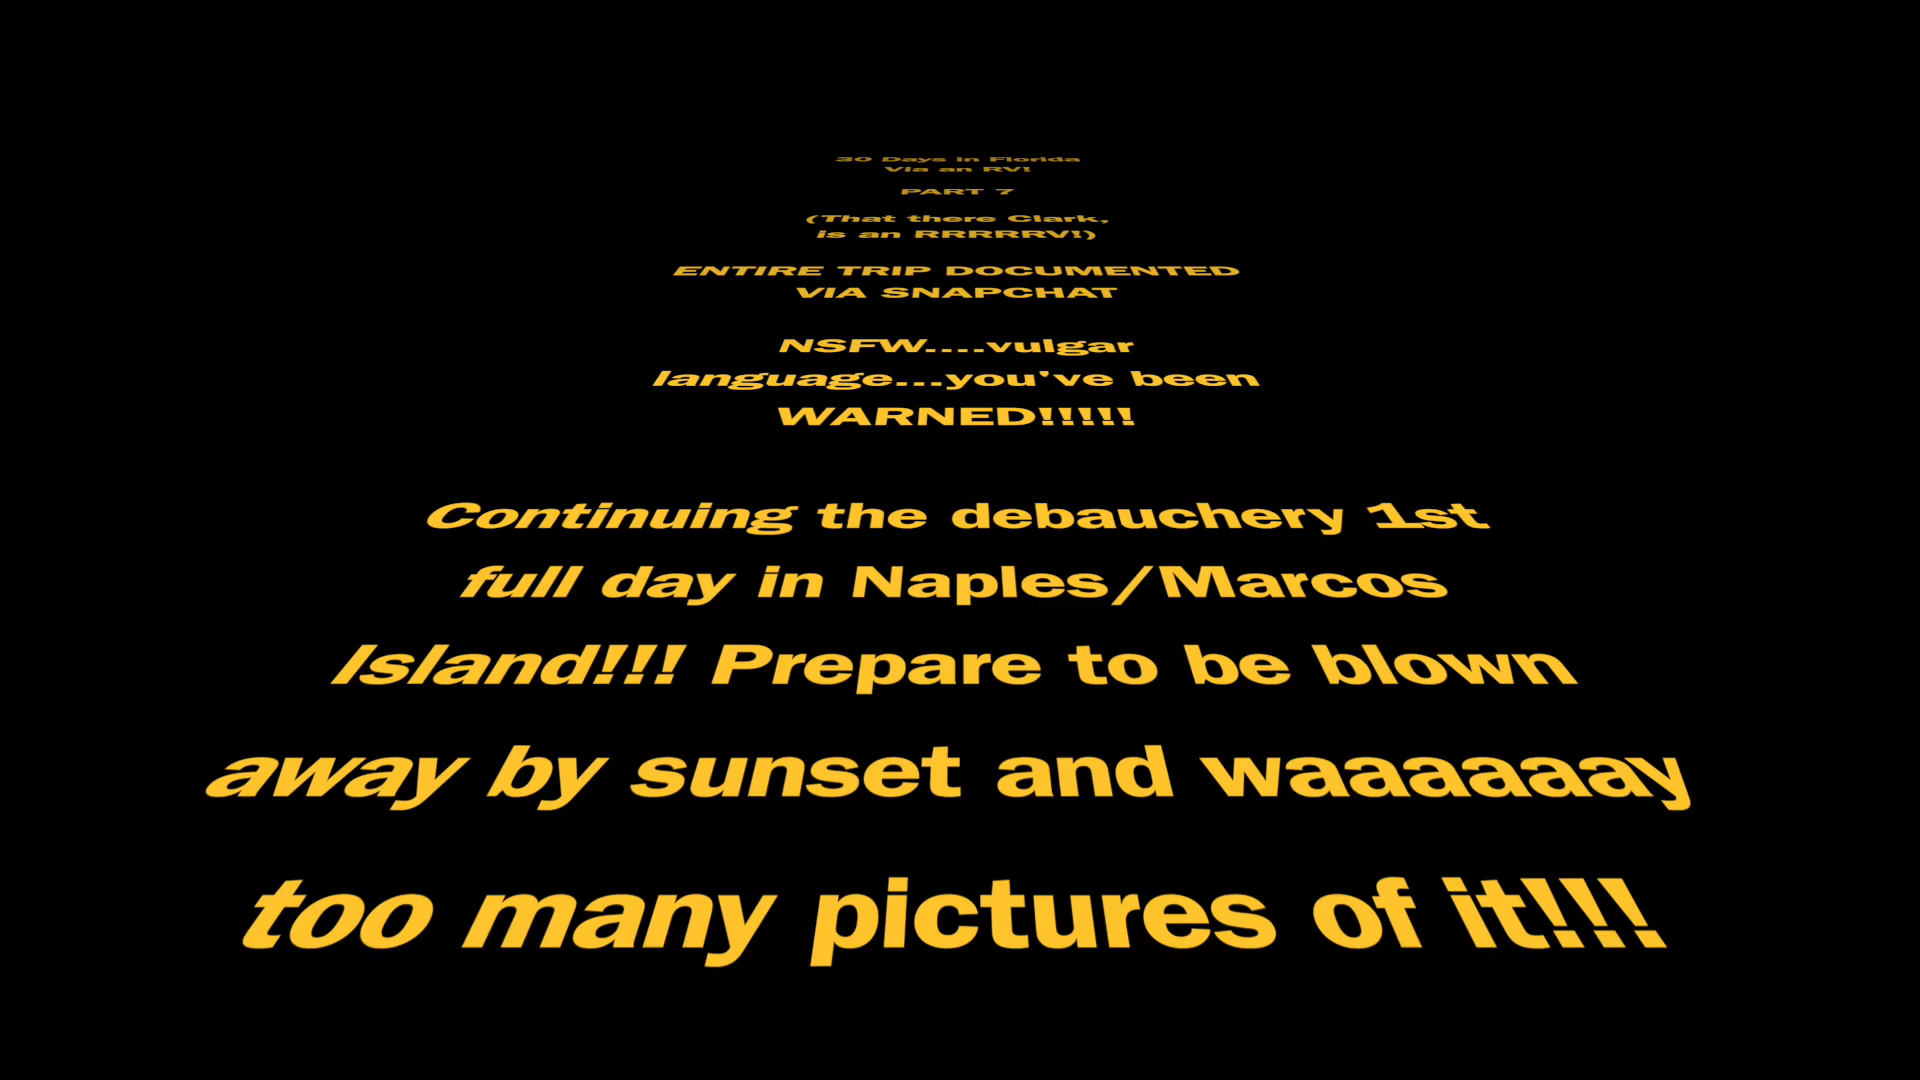 30 Days in Florida
Via an RV!
PART 7
(That there Clark,
is an RRRRRV!)
ENTIRE TRIP DOCUMENTED
VIA SNAPCHAT
NSFW....vulgar
language...you've been
WARNED!!!!!
Continuing the debauchery 1st
full day in Naples/Marcos
Island!!! Prepare to be blown
away by sunset and waaaaaaay
too many pictures of it!!!